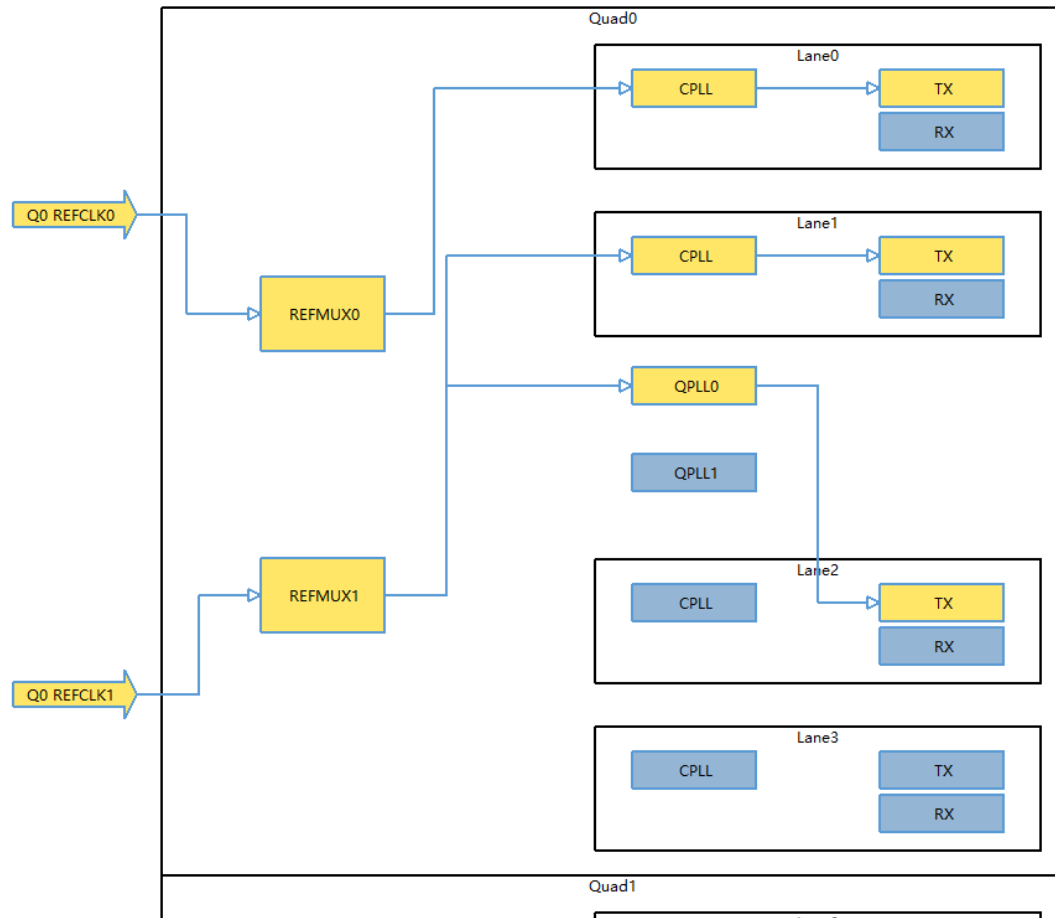 Quad0
Lane0
CPLL
TX
RX
Q0 REFCLK0
Lane1
CPLL
TX
RX
REFMUX0
QPLL0
QPLL1
Lane2
REFMUX1
CPLL
TX
RX
Q0 REFCLK1
Lane3
CPLL
TX
RX
Quad1